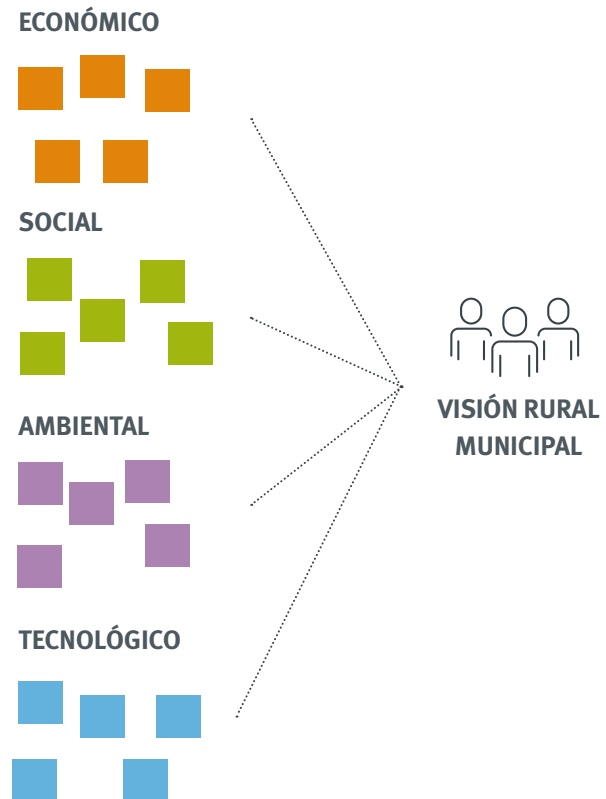 ECONÓMICO
SOCIAL
AMBIENTAL
TECNOLÓGICO
VISIÓN RURAL
MUNICIPAL